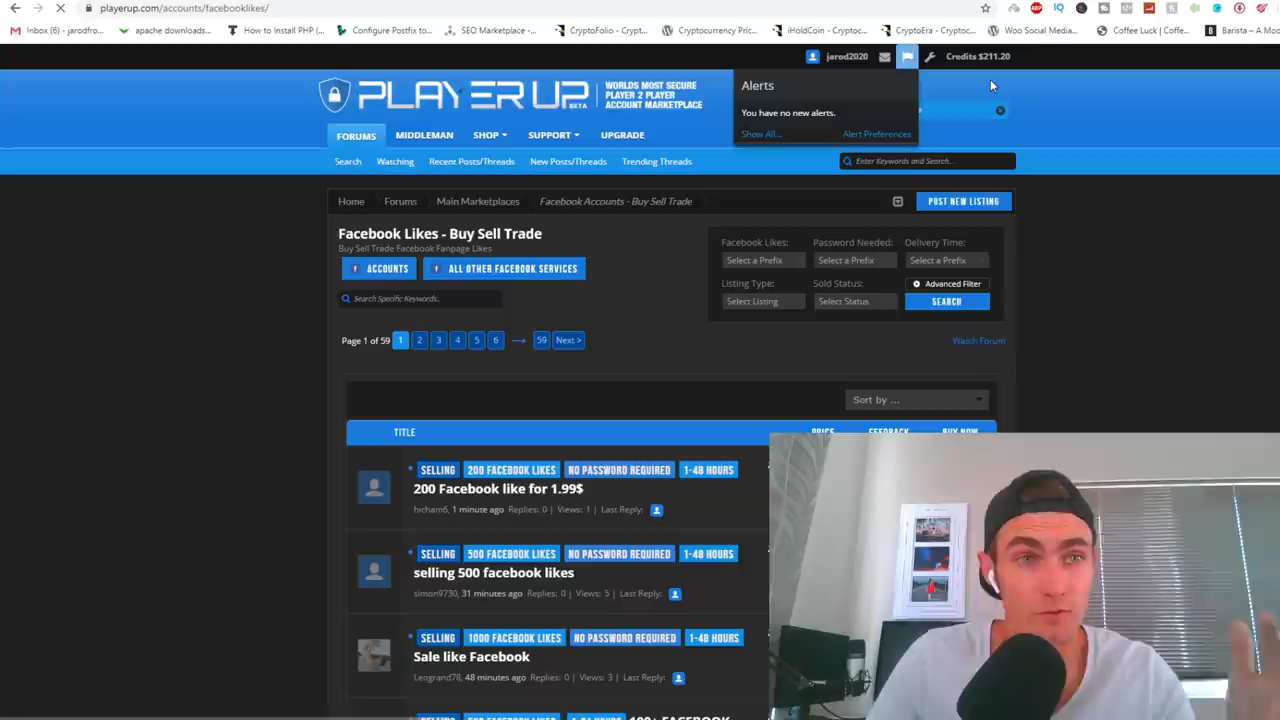 playerup.com/accounts/facebooklikes/
Inbox (6) - jarodfro...
apache downloads...
How to Install PHP (...
Configure Postfix to...
SEO Marketplace -...
CryptoFolio - Crypt...
Cryptocurrency Pric...
iHoldCoin - Cryptoc...
CryptoEra - Cryptoc...
Woo Social Media...
Coffee Luck | Coffe...
Barista – A Mod
jarod2020
Credits $211.20
PLAYER UP
BETA
WORLDS MOST SECURE
PLAYER 2 PLAYER
ACCOUNT MARKETPLACE
Alerts
You have no new alerts.
Show All...
Alert Preferences
FORUMS
MIDDLEMAN
SHOP
SUPPORT
UPGRADE
Search
Watching
Recent Posts/Threads
New Posts/Threads
Trending Threads
Enter Keywords and Search...
Home
Forums
Main Marketplaces
Facebook Accounts - Buy Sell Trade
POST NEW LISTING
Facebook Likes - Buy Sell Trade
Buy Sell Trade Facebook Fanpage Likes
ACCOUNTS
ALL OTHER FACEBOOK SERVICES
Search Specific Keywords..
Facebook Likes:
Password Needed:
Delivery Time:
Select a Prefix
Select a Prefix
Select a Prefix
Listing Type:
Sold Status:
Advanced Filter
Select Listing
Select Status
SEARCH
Page 1 of 59
1
2
3
4
5
6
59
Next >
Watch Forum
Sort by ...
TITLE
PRICE
FEEDBACK
BUY NOW
SELLING
200 FACEBOOK LIKES
NO PASSWORD REQUIRED
1-48 HOURS
200 Facebook like for 1.99$
hicham6, 1 minute ago Replies: 0 | Views: 1 | Last Reply:
SELLING
500 FACEBOOK LIKES
NO PASSWORD REQUIRED
1-48 HOURS
selling 500 facebook likes
simon9730, 31 minutes ago Replies: 0 | Views: 5 | Last Reply:
SELLING
1000 FACEBOOK LIKES
NO PASSWORD REQUIRED
1-48 HOURS
Sale like Facebook
Leogrand78, 48 minutes ago Replies: 0 | Views: 3 | Last Reply: